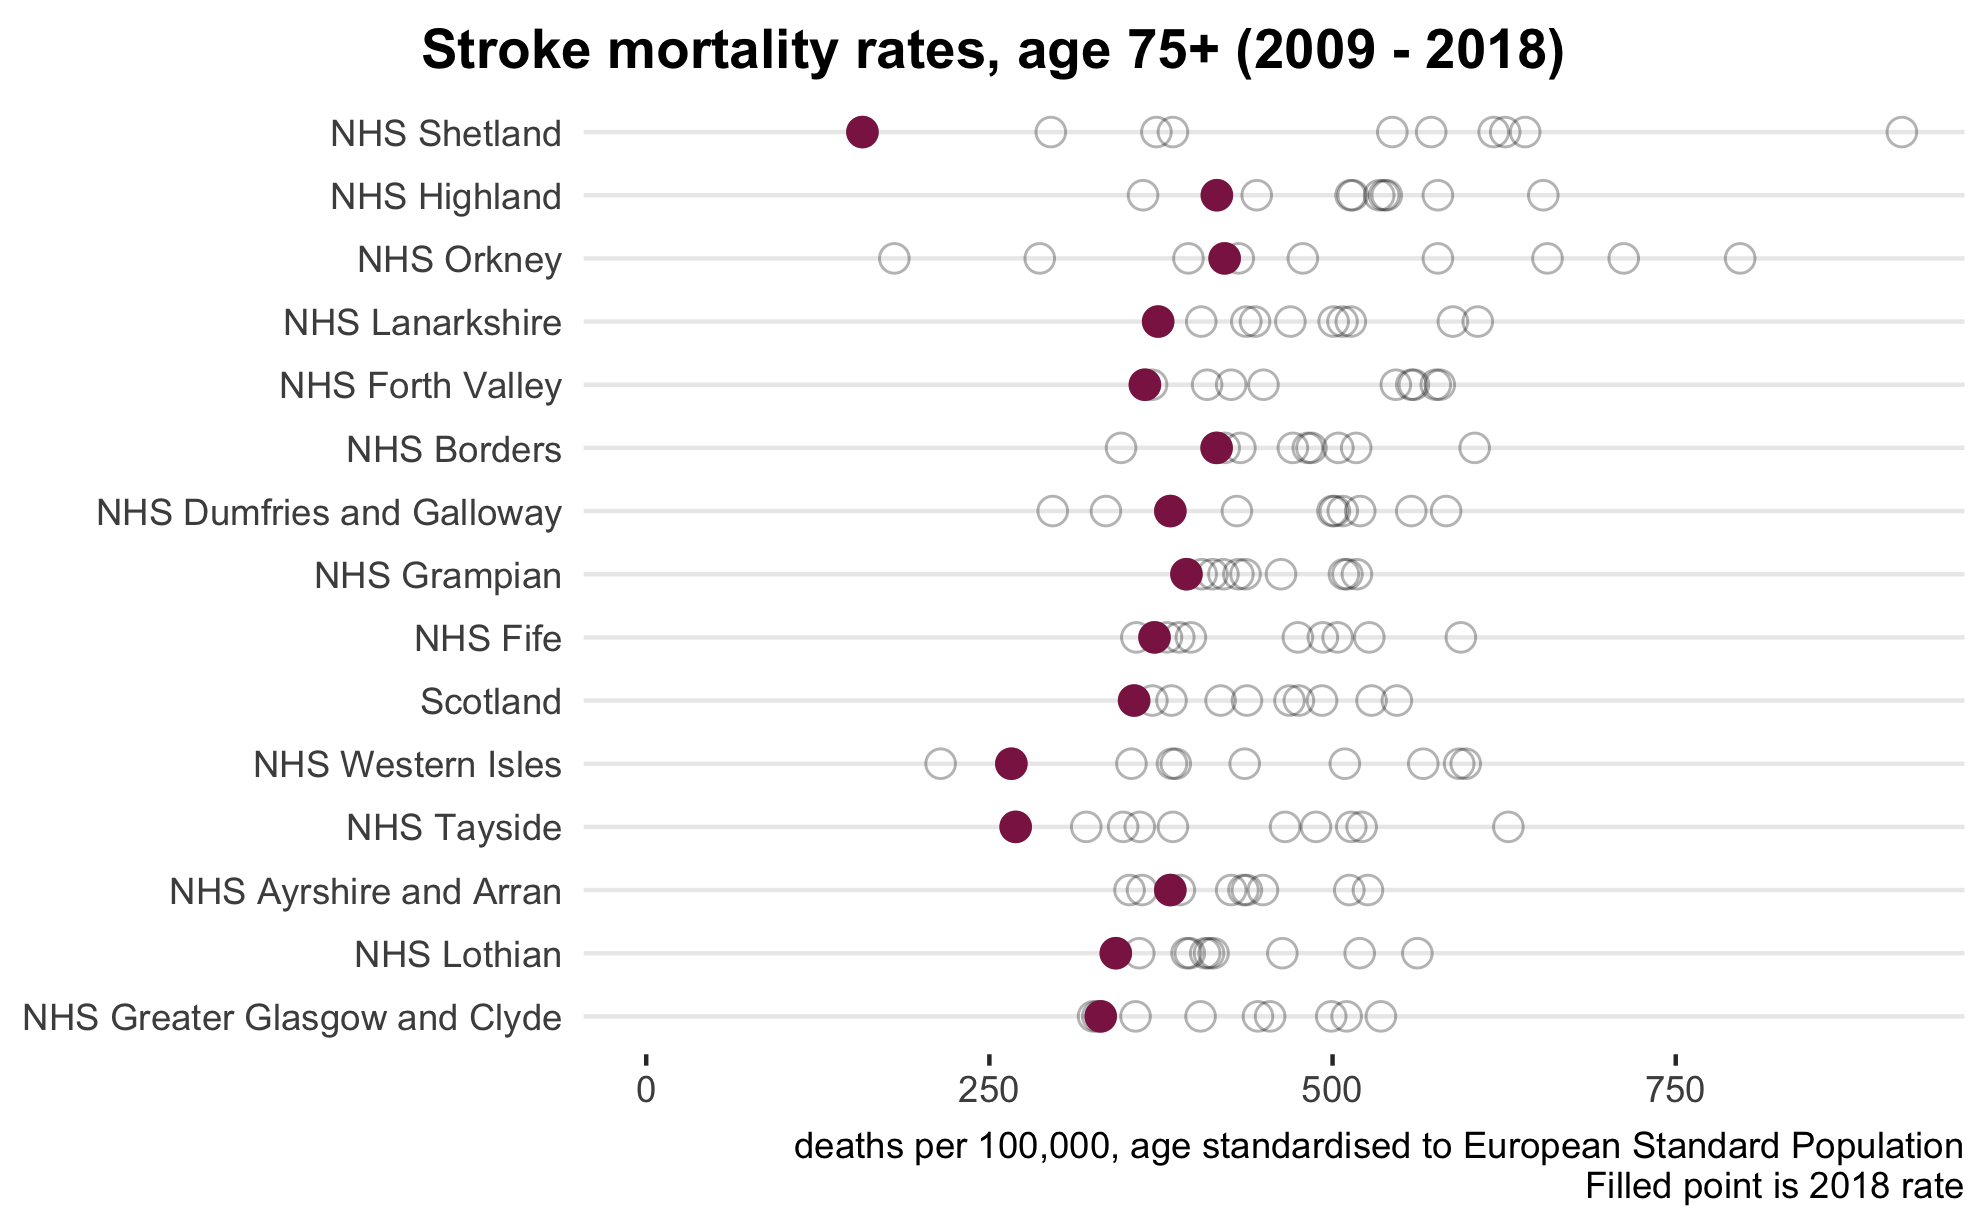 Stroke mortality rates, age 75+ (2009 - 2018)
NHS Shetland
NHS Highland
NHS Orkney
NHS Lanarkshire
NHS Forth Valley
NHS Borders
NHS Dumfries and Galloway
NHS Grampian
NHS Fife
Scotland
NHS Western Isles
NHS Tayside
NHS Ayrshire and Arran
NHS Lothian
NHS Greater Glasgow and Clyde
0 250 500 750
deaths per 100,000, age standardised to European Standard Population
Filled point is 2018 rate